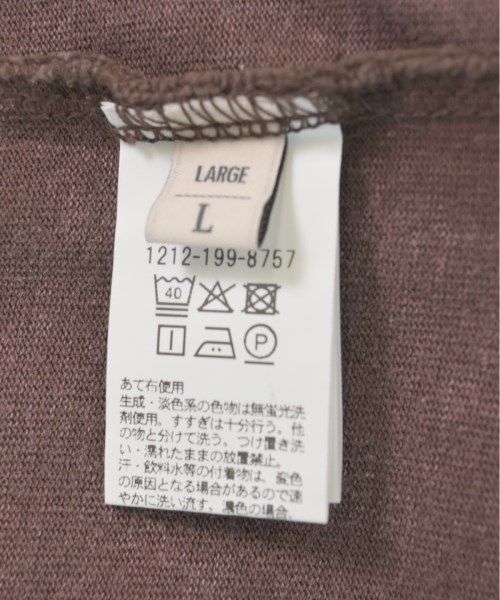 LARGE
L
1212-199-8757
40
P
あて布使用
生成・淡色系の色物は無蛍光洗
剤使用。すすぎは十分行う。他
の物と分けて洗う。つけ置き洗
い・濡れたままの放置禁止。
汗・飲料水等の付着物は、変色
の原因となる場合があるので速
やかに洗い流す。濃色の場合、